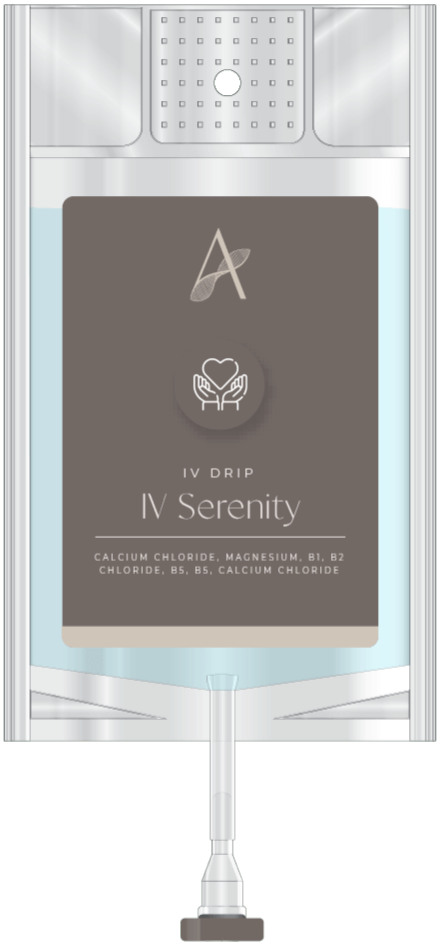 A
IV DRIP
IV Serenity
CALCIUM CHLORIDE, MAGNESIUM, B1, B2
CHLORIDE, B5, B5, CALCIUM CHLORIDE